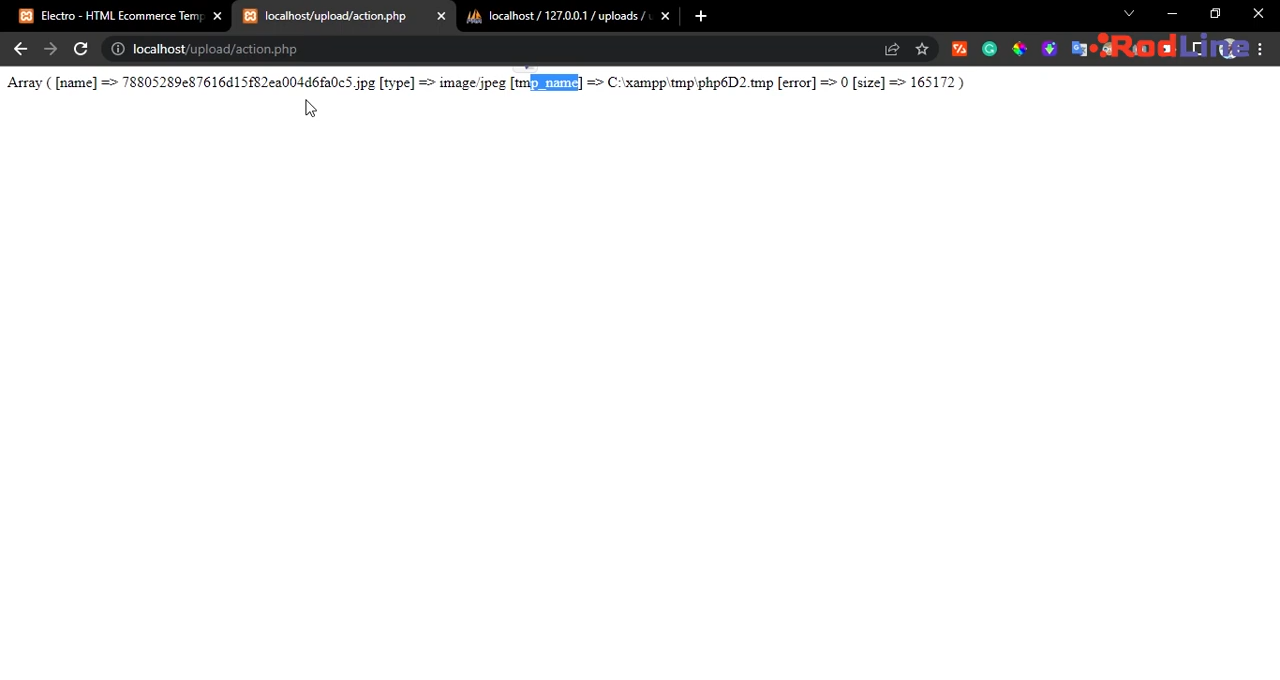 Electro - HTML Ecommerce Temp
localhost/upload/action.php
localhost / 127.0.0.1 / uploads / u
localhost/upload/action.php
RedLine
Array ( [name] => 78805289e87616d15f82ea004d6fa0c5.jpg [type] => image/jpeg [tmp_name] => C:\xampp\tmp\php6D2.tmp [error] => 0 [size] => 165172 )